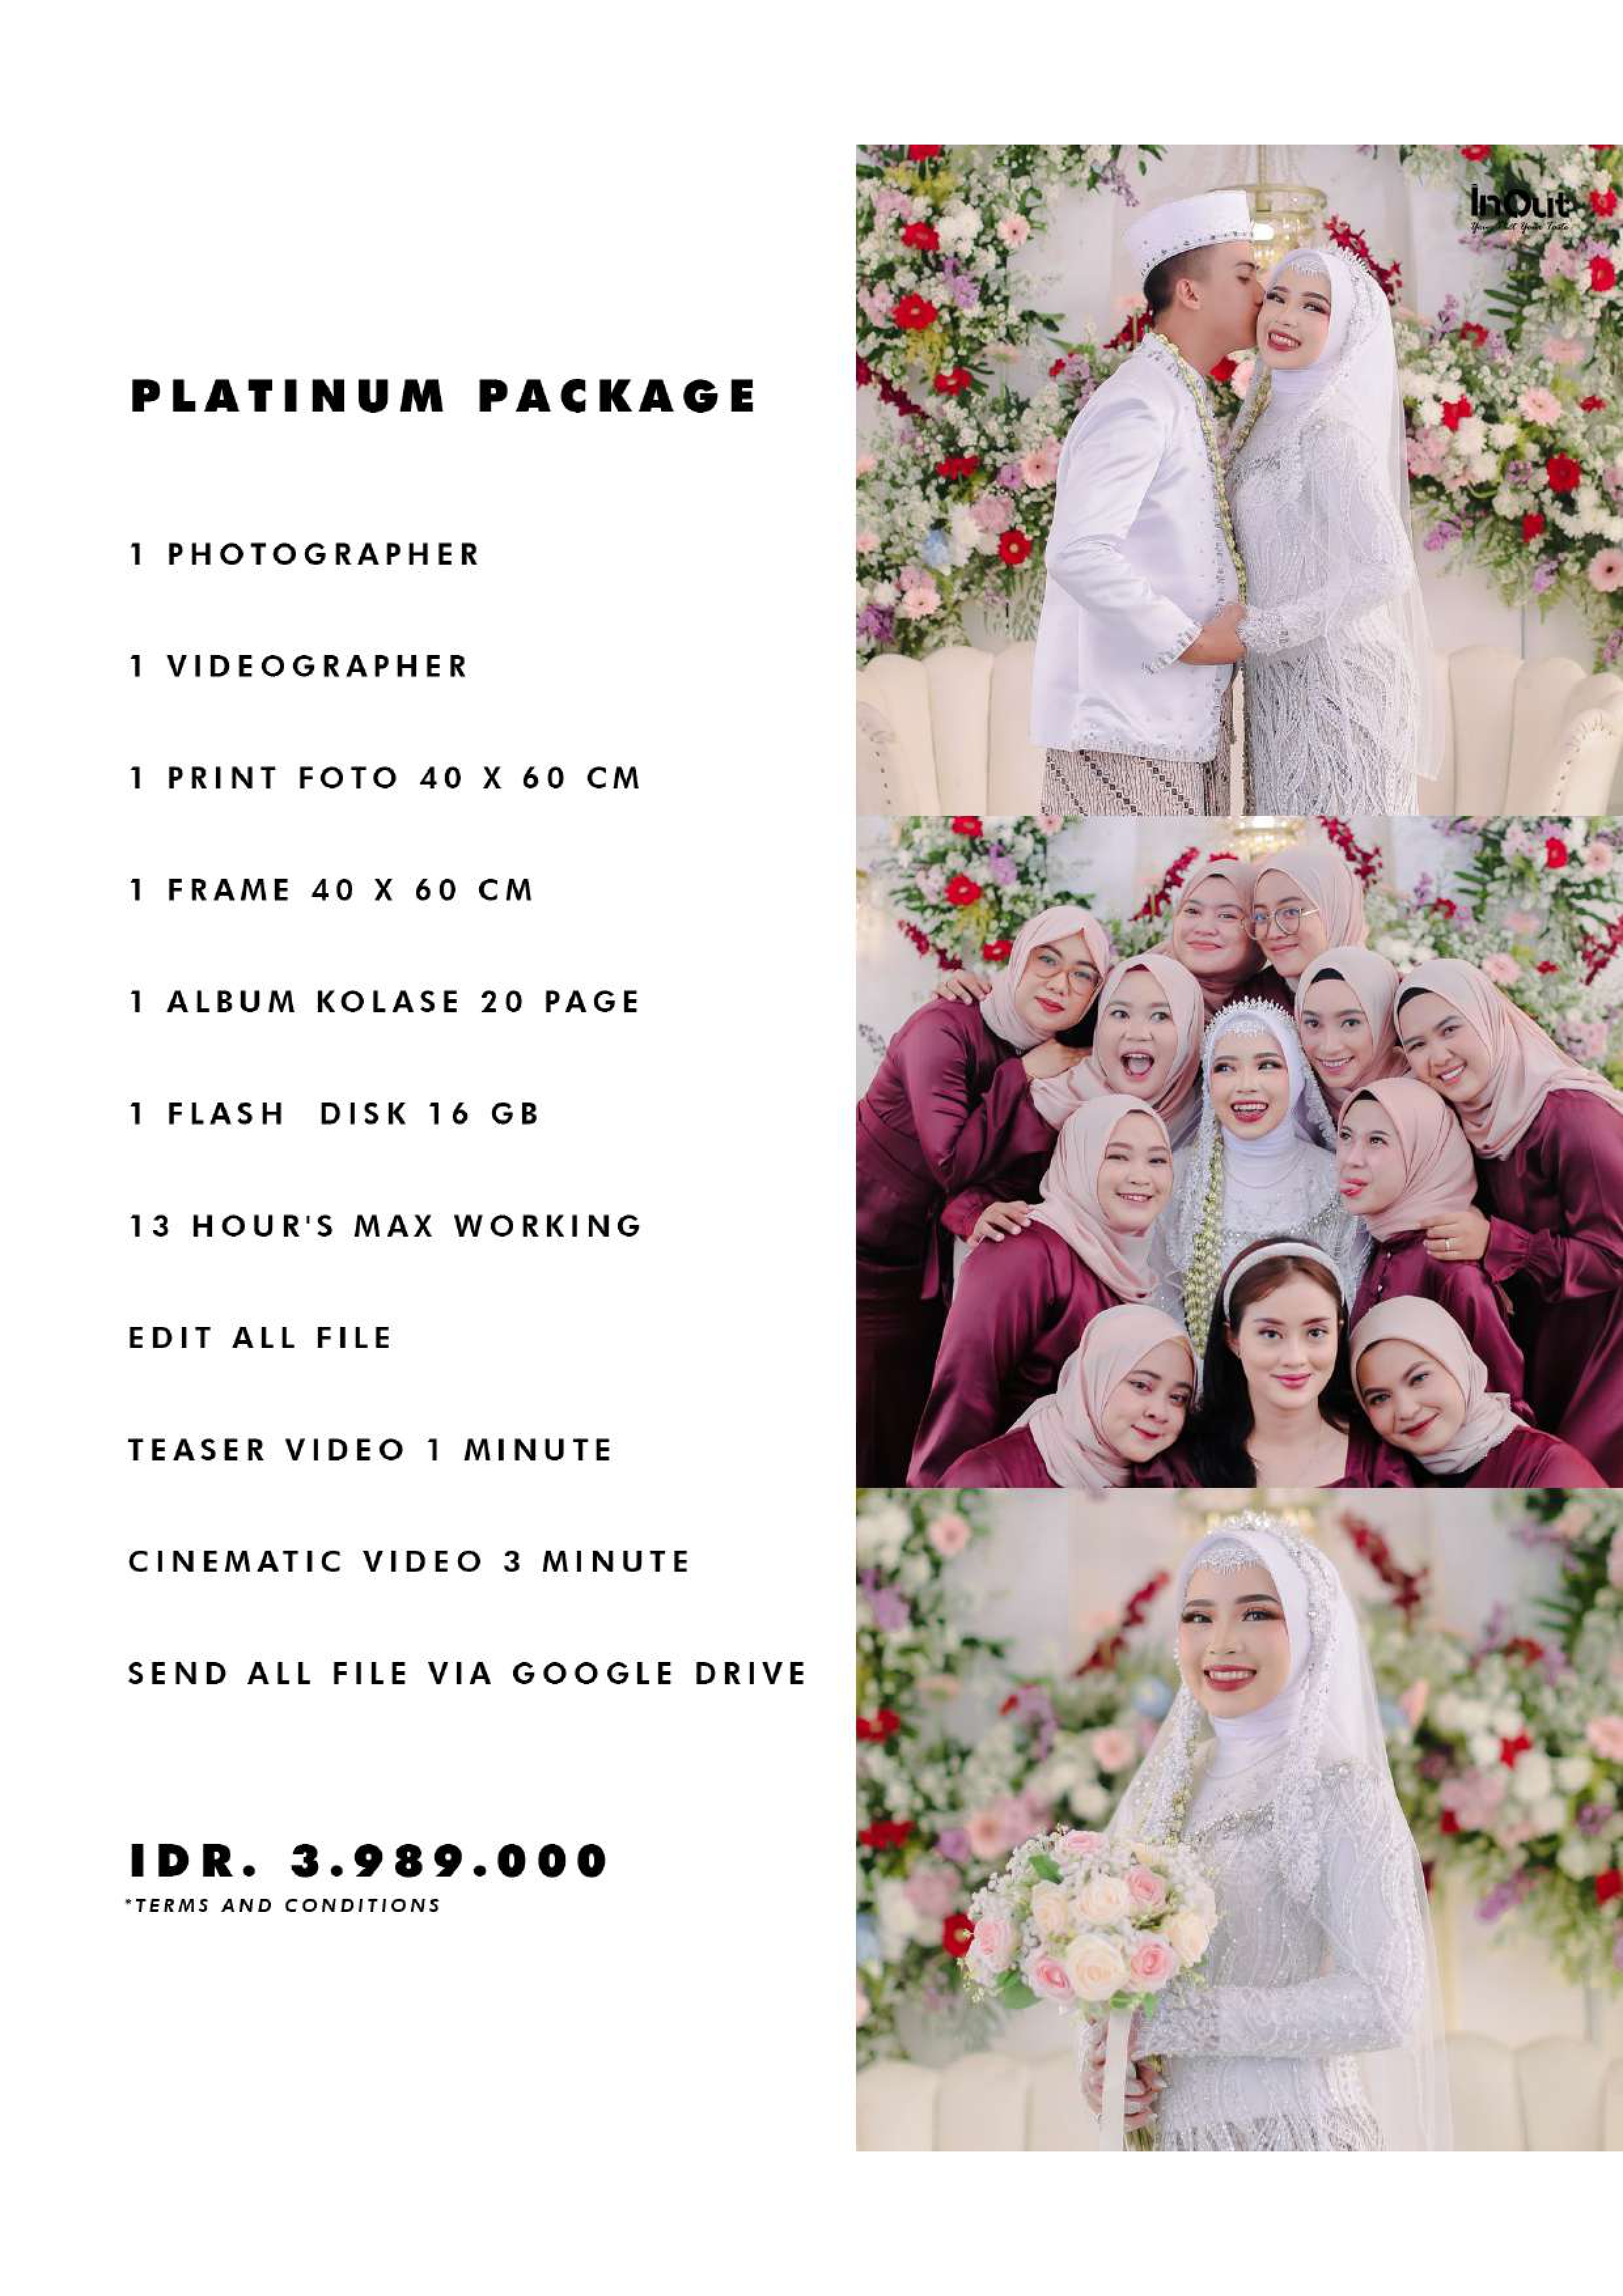 InOut
PLATINUM PACKAGE
1 PHOTOGRAPHER
1 VIDEOGRAPHER
1 PRINT FOTO 40 X 60 CM
1 FRAME 40 X 60 CM
1 ALBUM KOLASE 20 PAGE
1 FLASH DISK 16 GB
13 HOUR'S MAX WORKING
EDIT ALL FILE
TEASER VIDEO 1 MINUTE
CINEMATIC VIDEO 3 MINUTE
SEND ALL FILE VIA GOOGLE DRIVE
IDR. 3.989.000
*TERMS AND CONDITIONS